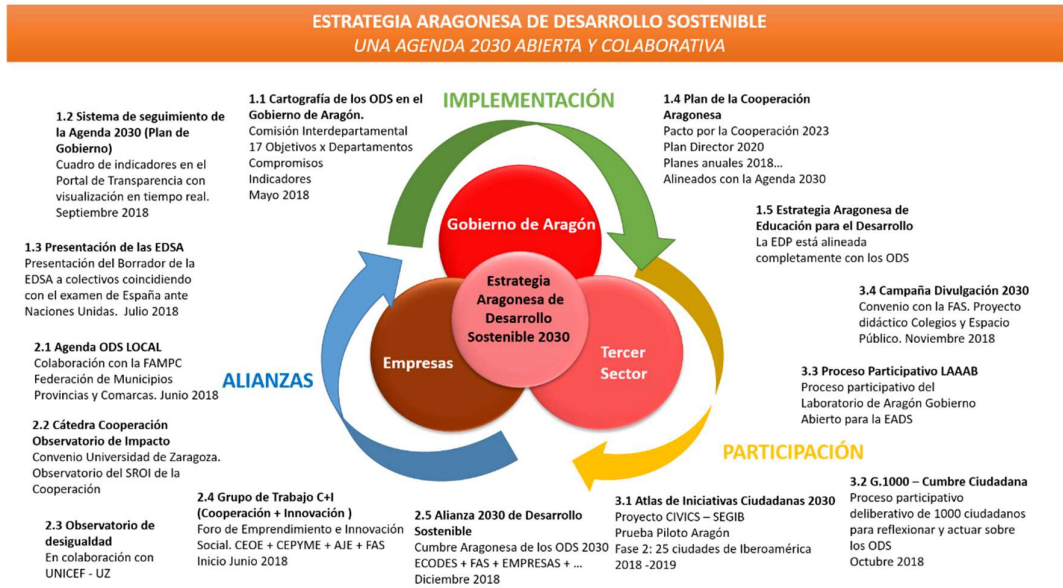 ESTRATEGIA ARAGONESA DE DESARROLLO SOSTENIBLE
UNA AGENDA 2030 ABIERTA Y COLABORATIVA
IMPLEMENTACIÓN
1.1 Cartografía de los ODS en el
Gobierno de Aragón.
Comisión Interdepartamental
17 Objetivos x Departamentos
Compromisos
Indicadores
Mayo 2018
1.2 Sistema de seguimiento de
la Agenda 2030 (Plan de
Gobierno)
Cuadro de indicadores en el
Portal de Transparencia con
visualización en tiempo real.
Septiembre 2018
1.3 Presentación de las EDSA
Presentación del Borrador de la
EDSA a colectivos coincidiendo
con el examen de España ante
Naciones Unidas. Julio 2018
1.4 Plan de la Cooperación
Aragonesa
Pacto por la Cooperación 2023
Plan Director 2020
Planes anuales 2018...
Alineados con la Agenda 2030
1.5 Estrategia Aragonesa de
Educación para el Desarrollo
La EDP está alineada
completamente con los ODS
Gobierno de Aragón
Estrategia
Aragonesa de
Desarrollo
Sostenible 2030
Empresas
Tercer
Sector
ALIANZAS
2.1 Agenda ODS LOCAL
Colaboración con la FAMPC
Federación de Municipios
Provincias y Comarcas. Junio 2018
2.2 Cátedra Cooperación
Observatorio de Impacto
Convenio Universidad de Zaragoza.
Observatorio del SROI de la
Cooperación
2.3 Observatorio de
desigualdad
En colaboración con
UNICEF - UZ
2.4 Grupo de Trabajo C+I
(Cooperación + Innovación )
Foro de Emprendimiento e Innovación
Social. CEOE + CEPYME + AJE + FAS
Inicio Junio 2018
2.5 Alianza 2030 de Desarrollo
Sostenible
Cumbre Aragonesa de los ODS 2030
ECODES + FAS + EMPRESAS + ...
Diciembre 2018
PARTICIPACIÓN
3.1 Atlas de Iniciativas Ciudadanas 2030
Proyecto CIVICS – SEGIB
Prueba Piloto Aragón
Fase 2: 25 ciudades de Iberoamérica
2018 -2019
3.2 G.1000 – Cumbre Ciudadana
Proceso participativo
deliberativo de 1000 ciudadanos
para reflexionar y actuar sobre
los ODS
Octubre 2018
3.3 Proceso Participativo LAAAB
Proceso participativo del
Laboratorio de Aragón Gobierno
Abierto para la EADS
3.4 Campaña Divulgación 2030
Convenio con la FAS. Proyecto
didáctico Colegios y Espacio
Público. Noviembre 2018